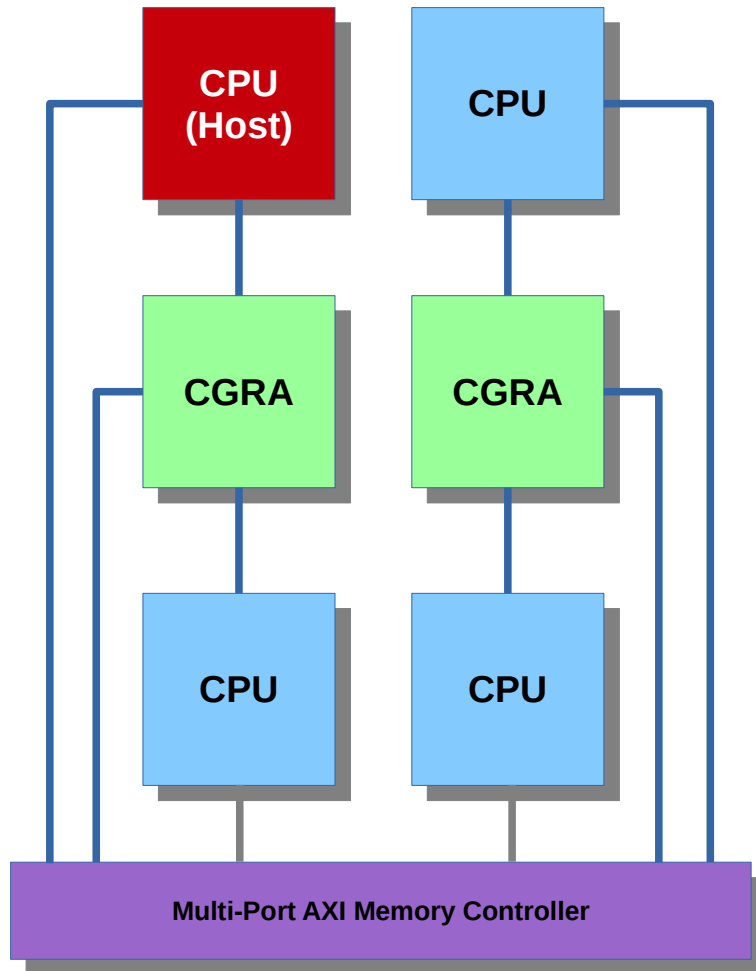 CPU
(Host)
CPU
CGRA
CGRA
CPU
CPU
Multi-Port AXI Memory Controller